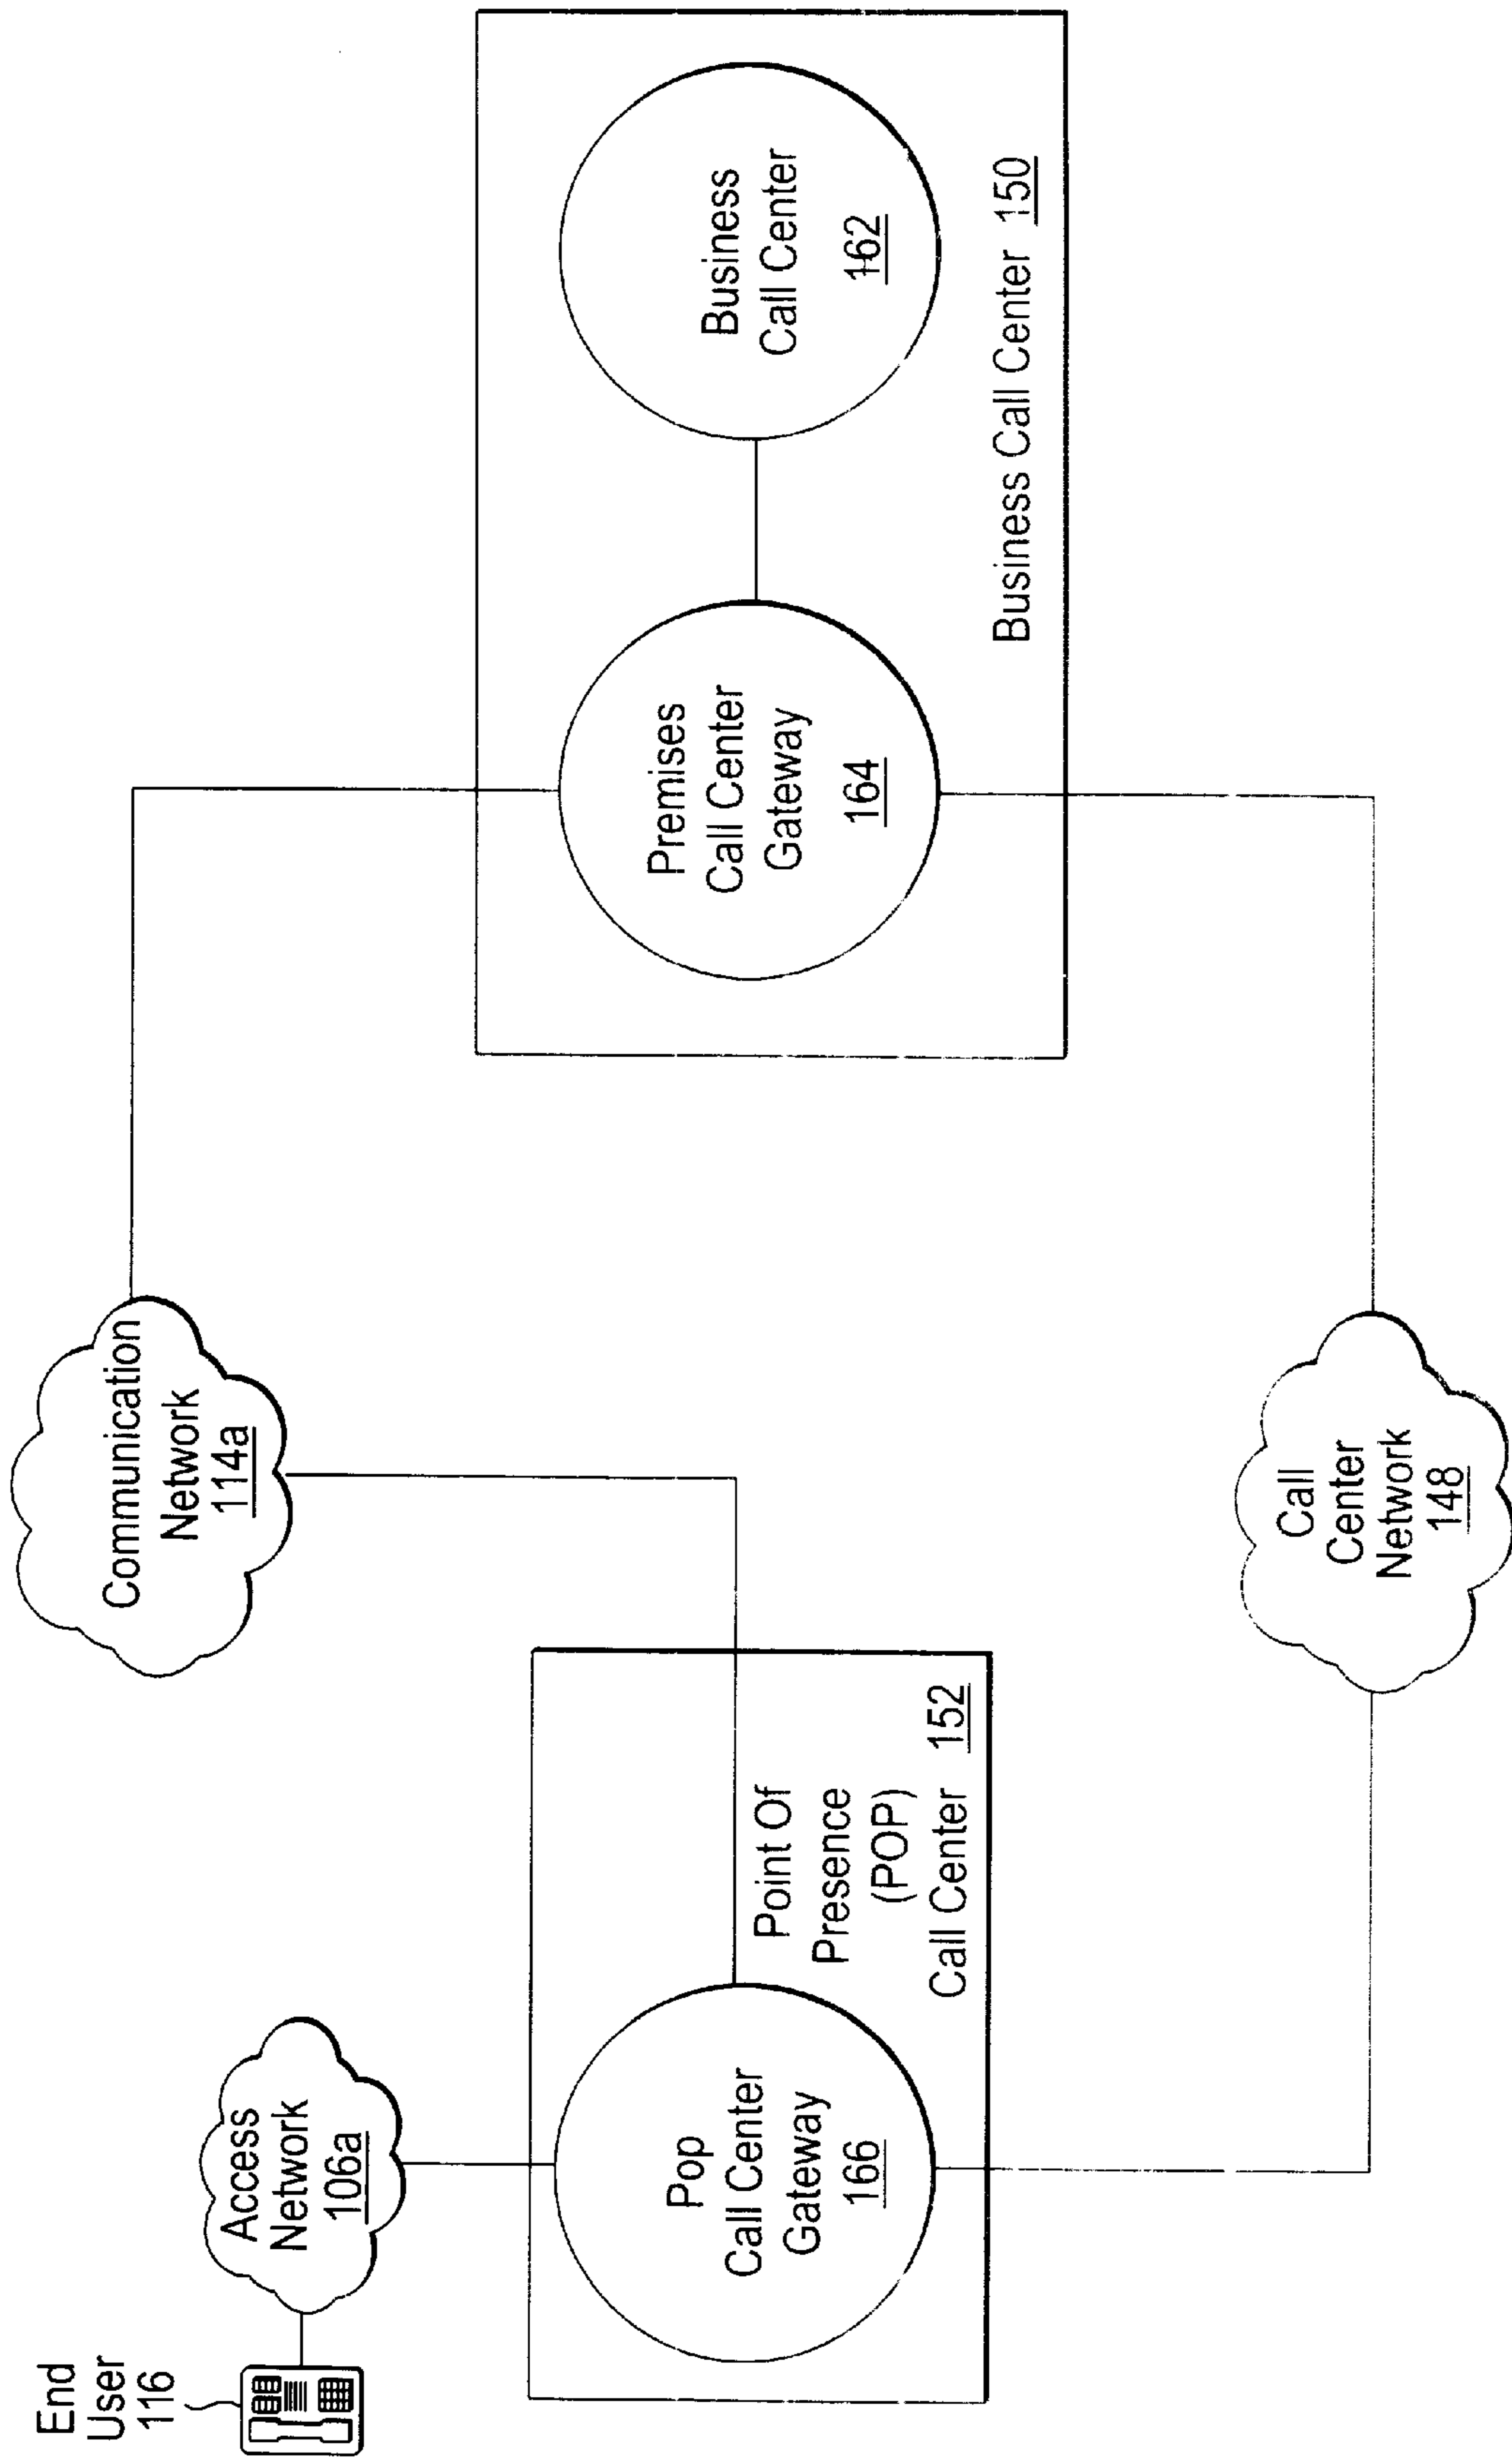 End
User
116
Access
Network
106a
Communication
Network
114a
Pop
Call Center
Gateway
166
Point Of
Presence
(POP)
Call Center 152
Premises
Call Center
Gateway
164
Business
Call Center
162
Business Call Center 150
Call
Center
Network
148